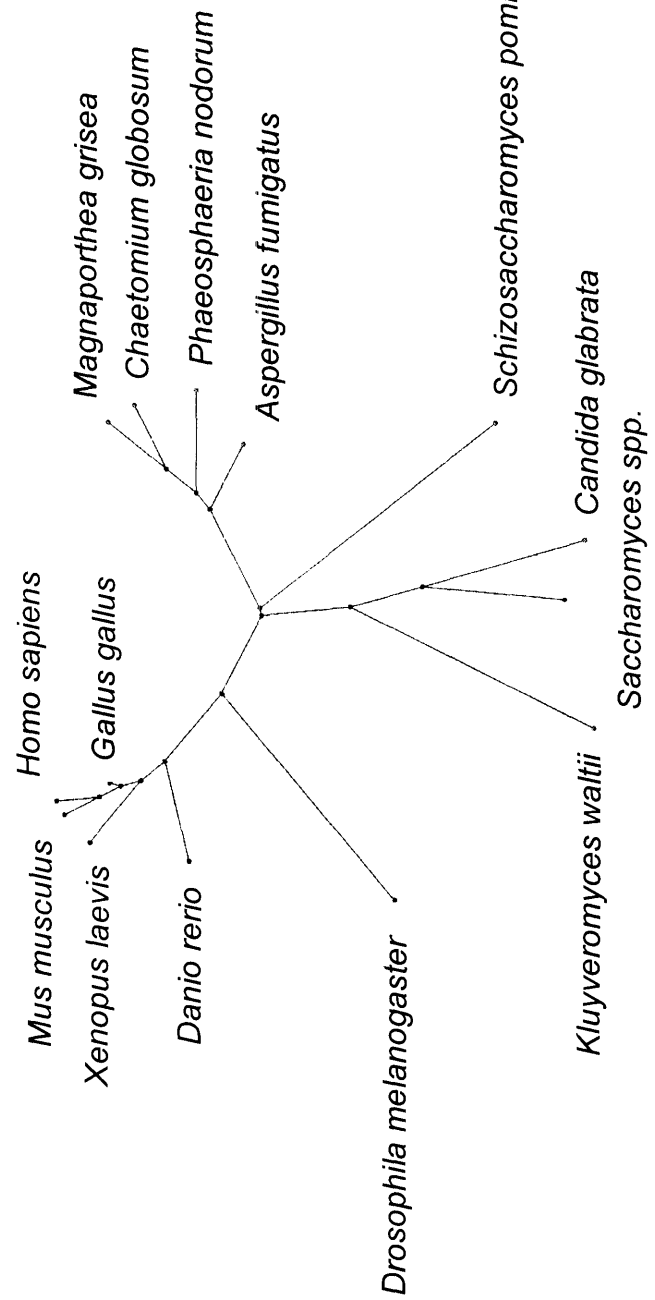 Homo sapiens
Mus musculus
Gallus gallus
Xenopus laevis
Danio rerio
Drosophila melanogaster
Magnaporthea grisea
Chaetomium globosum
Phaeosphaeria nodorum
Aspergillus fumigatus
Schizosaccharomyces
Candida glabrata
Saccharomyces spp.
Kluyveromyces waltii